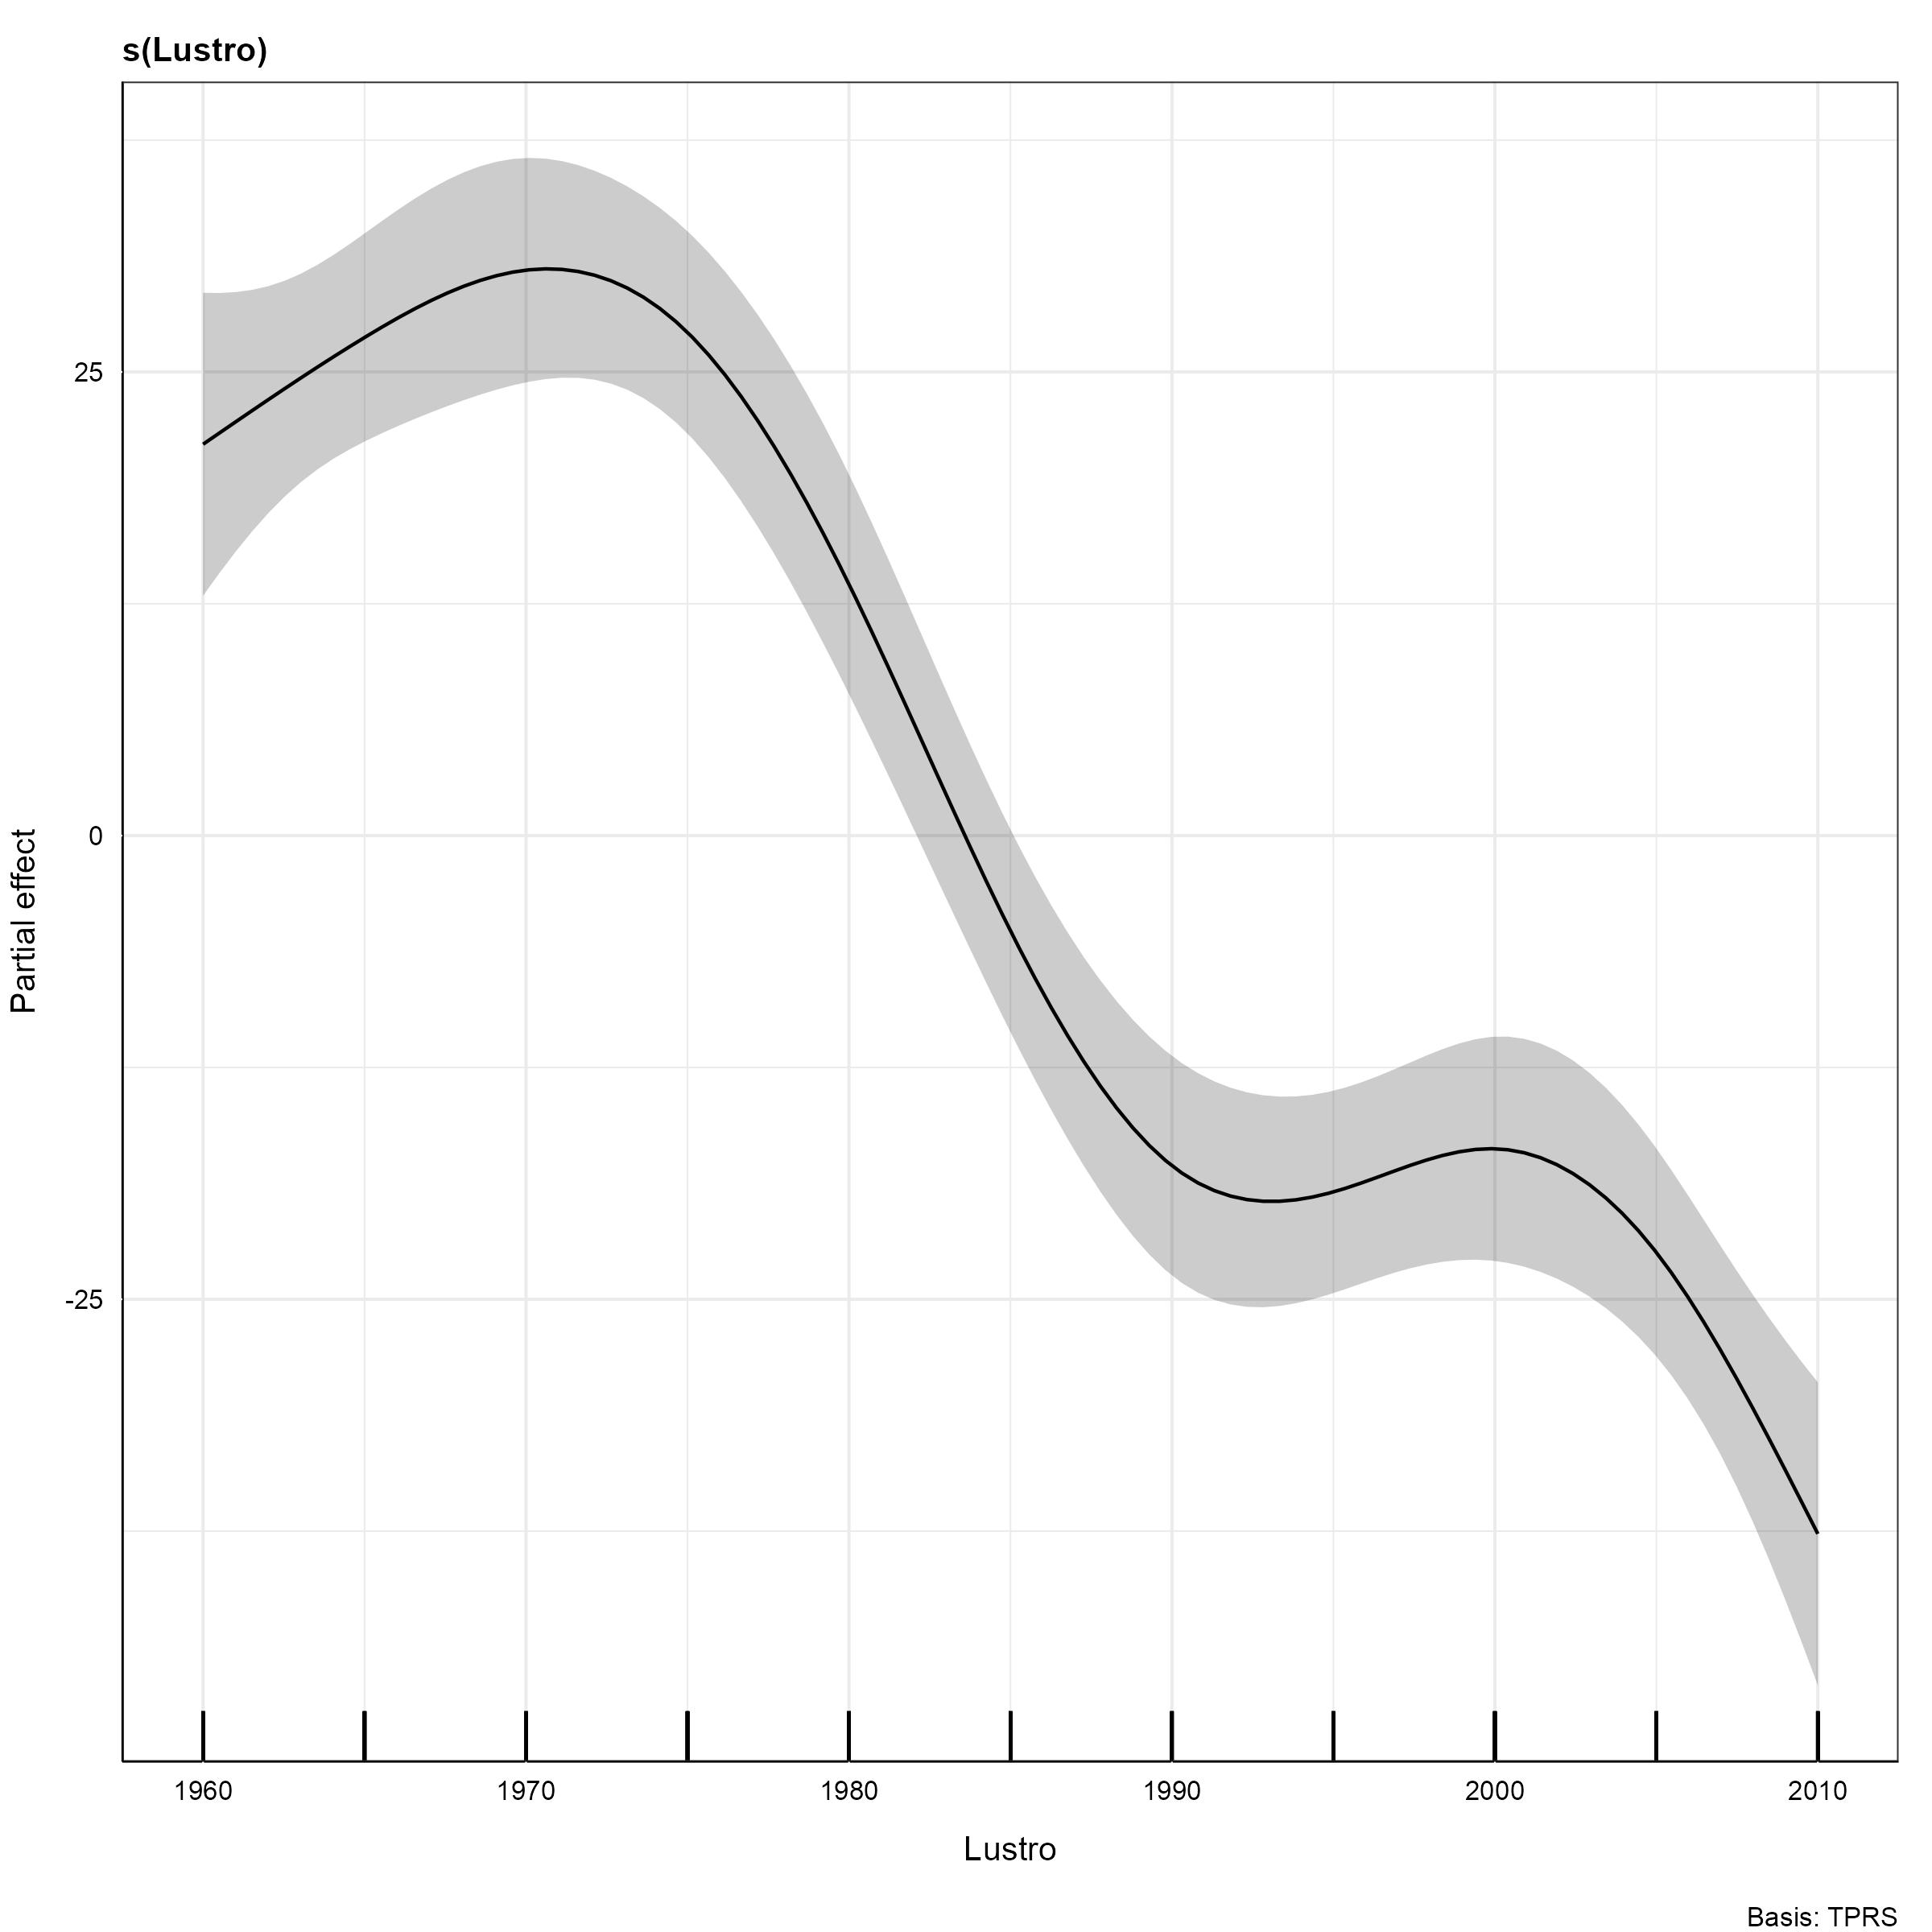 s(Lustro)
Partial effect
25
0
-25
1960 1970 1980 1990 2000 2010
Lustro
Basis: TPRS